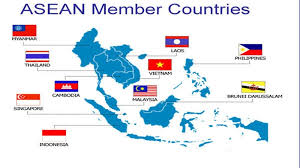 ASEAN Member Countries
MYANMAR
LAOS
PHILIPPINES
THAILAND
VIETNAM
CAMBODIA
MALAYSIA
BRUNEI DARUSSALAM
SINGAPORE
INDONESIA